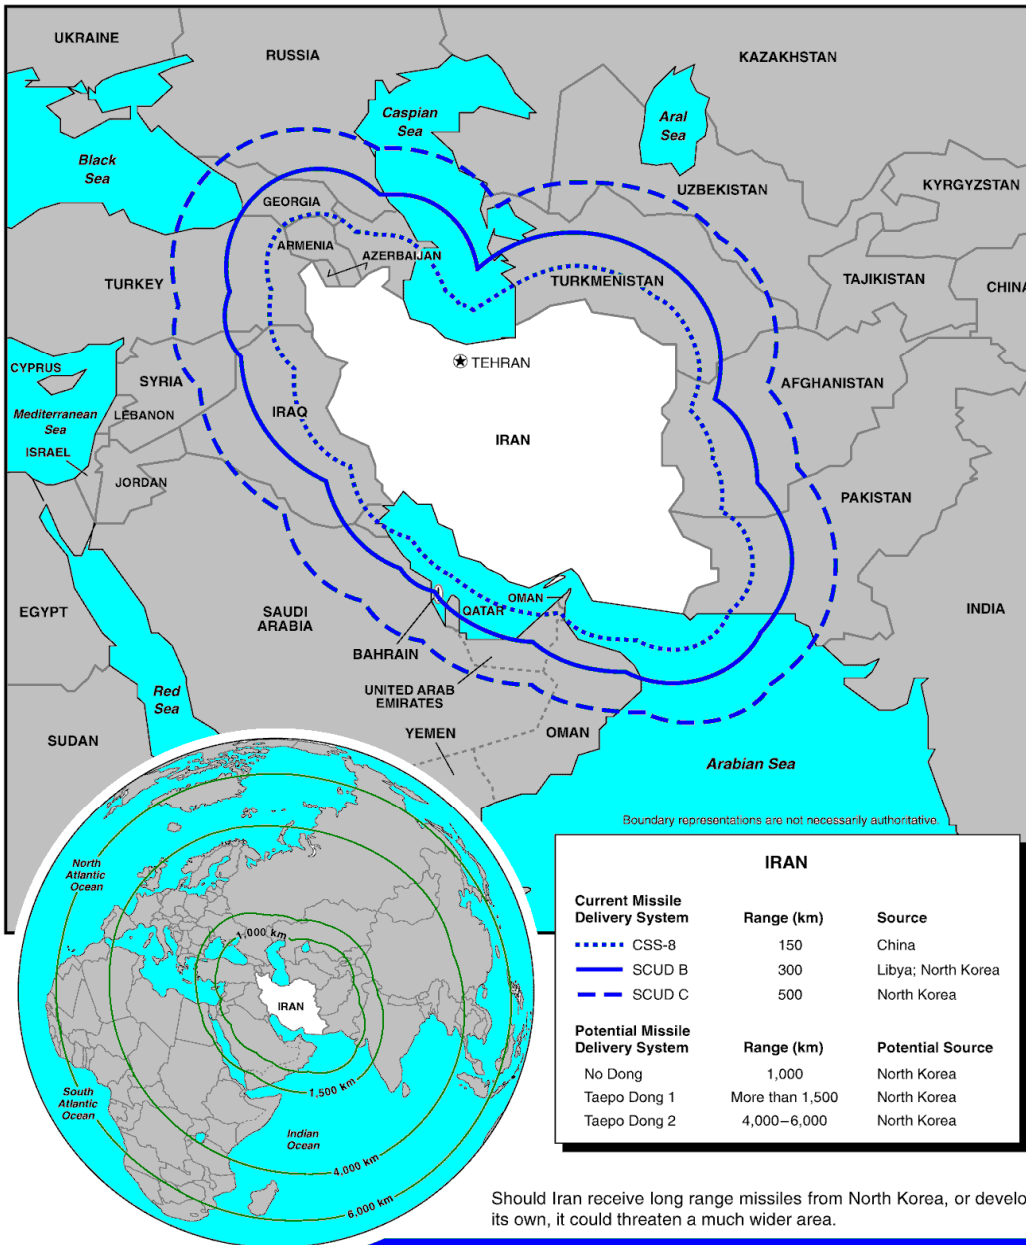 UKRAINE
RUSSIA
KAZAKHSTAN
Caspian
Sea
Aral
Sea
Black
Sea
UZBEKISTAN
KYRGYZSTAN
GEORGIA
ARMENIA
AZERBAIJAN
TURKEY
TURKMENISTAN
TAJIKISTAN
CHINA
CYPRUS
SYRIA
TEHRAN
AFGHANISTAN
Mediterranean
Sea
LEBANON
IRAQ
IRAN
ISRAEL
JORDAN
PAKISTAN
EGYPT
SAUDI
ARABIA
OMAN
QATAR
INDIA
BAHRAIN
Red
Sea
UNITED ARAB
EMIRATES
SUDAN
YEMEN
OMAN
Arabian Sea
Boundary representations are not necessarily authoritative.
North
Atlantic
Ocean
1,000 km
IRAN
1,500 km
South
Atlantic
Ocean
Indian
Ocean
4,000 km
6,000 km
IRAN
Current Missile
Delivery System Range (km) Source
CSS-8 150 China
SCUD B 300 Libya; North Korea
SCUD C 500 North Korea
Potential Missile
Delivery System Range (km) Potential Source
No Dong 1,000 North Korea
Taepo Dong 1 More than 1,500 North Korea
Taepo Dong 2 4,000–6,000 North Korea
Should Iran receive long range missiles from North Korea, or develo
its own, it could threaten a much wider area.